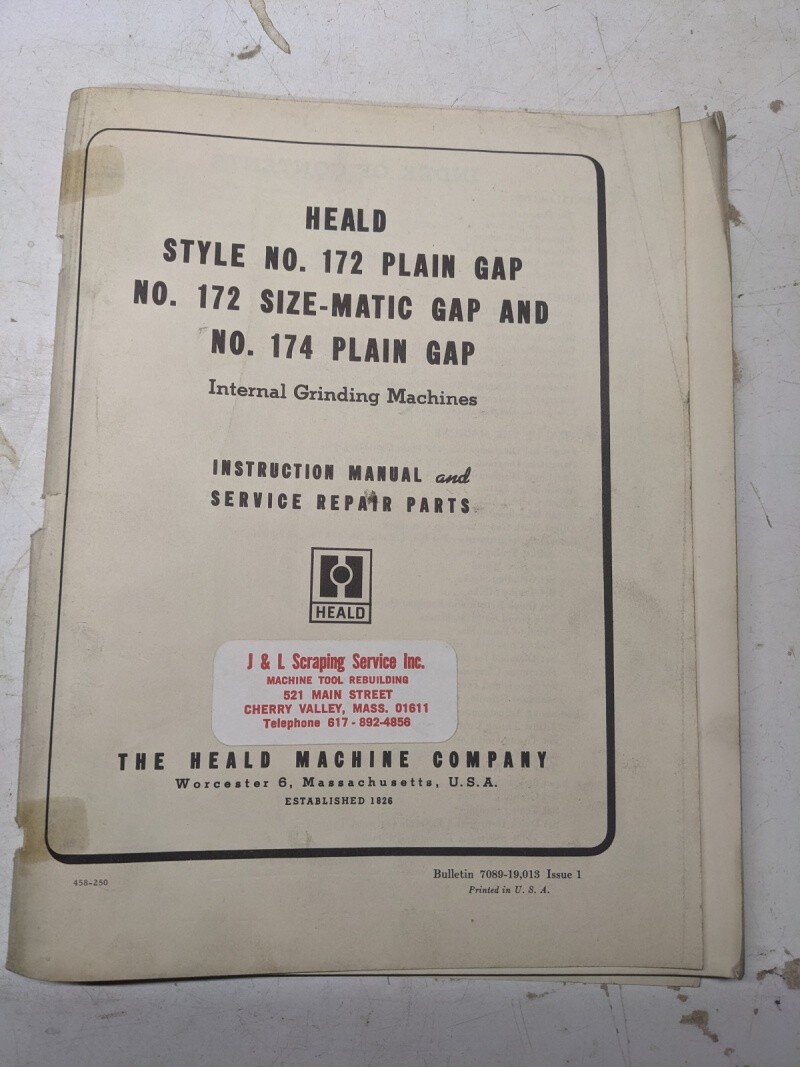 HEALD
STYLE NO. 172 PLAIN GAP
NO. 172 SIZE-MATIC GAP AND
NO. 174 PLAIN GAP
Internal Grinding Machines
INSTRUCTION MANUAL and
SERVICE REPAIR PARTS
HEALD
J & L Scraping Service Inc.
MACHINE TOOL REBUILDING
521 MAIN STREET
CHERRY VALLEY, MASS. 01611
Telephone 617 - 892-4856
THE HEALD MACHINE COMPANY
Worcester 6, Massachusetts, U.S.A.
ESTABLISHED 1826
458-250
Bulletin 7089-19,013 Issue 1
Printed in U. S. A.